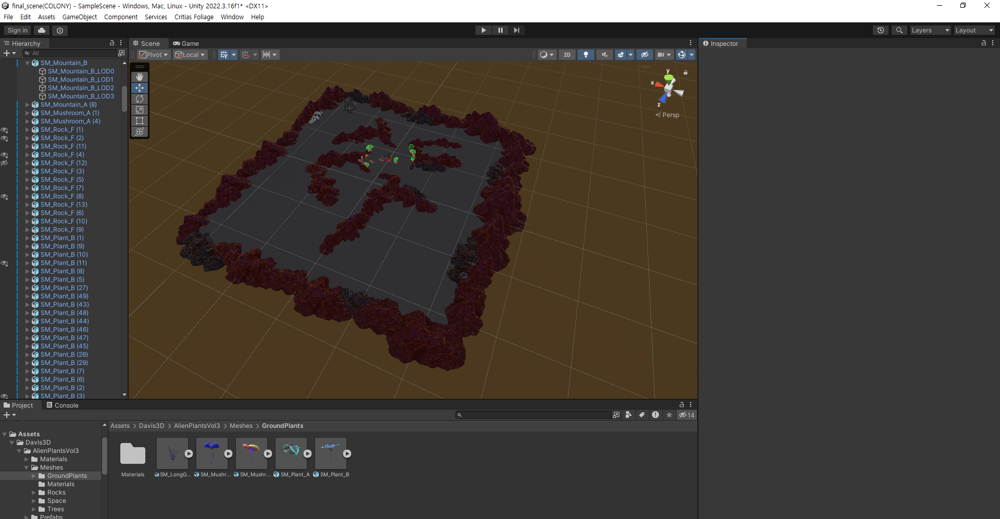 final_scene(COLONY) - SampleScene - Windows, Mac, Linux - Unity 2022.3.16f1* <DX11>
File Edit Assets GameObject Component Services Critias Foliage Window Help
Sign in
Layers
Layout
Hierarchy
Scene
Game
Inspector
All
Pivot
Local
2D
SM_Mountain_B
SM_Mountain_B_LOD0
SM_Mountain_B_LOD1
SM_Mountain_B_LOD2
SM_Mountain_B_LOD3
SM_Mountain_A (8)
SM_Mushroom_A (1)
SM_Mushroom_A (4)
SM_Rock_F (1)
SM_Rock_F (2)
SM_Rock_F (11)
SM_Rock_F (4)
SM_Rock_F (12)
SM_Rock_F (3)
SM_Rock_F (5)
SM_Rock_F (7)
SM_Rock_F (8)
SM_Rock_F (13)
SM_Rock_F (6)
SM_Rock_F (10)
SM_Rock_F (9)
SM_Plant_B (1)
SM_Plant_B (9)
SM_Plant_B (10)
SM_Plant_B (11)
SM_Plant_B (8)
SM_Plant_B (5)
SM_Plant_B (27)
SM_Plant_B (49)
SM_Plant_B (43)
SM_Plant_B (48)
SM_Plant_B (44)
SM_Plant_B (46)
SM_Plant_B (47)
SM_Plant_B (45)
SM_Plant_B (28)
SM_Plant_B (29)
SM_Plant_B (7)
SM_Plant_B (6)
SM_Plant_B (2)
SM_Plant_B (3)
y
x
z
Persp
Project
Console
14
Assets
Davis3D
AlienPlantsVol3
Materials
Meshes
GroundPlants
Materials
Rocks
Space
Trees
Prefabs
Assets > Davis3D > AlienPlantsVol3 > Meshes > GroundPlants
Materials
SM_LongG...
SM_Mushr...
SM_Mushr...
SM_Plant_A
SM_Plant_B